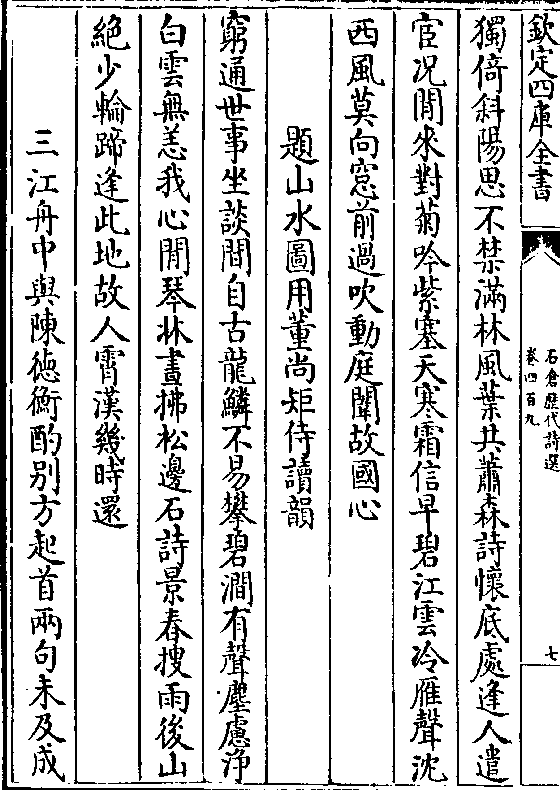 欽定四庫全書
石倉歷代詩選
卷四百九
七
獨倚斜陽思不禁滿林風葉共蕭森詩懷底處逢人遣
宦况閒來對菊吟紫塞天寒霜信早碧江雲冷雁聲沈
西風莫向窓前過吹動庭闈故國心
題山水圖用董尚矩侍讀韻
窮通世事坐談間自古龍鱗不易攀碧澗有聲塵慮淨
白雲無恙我心閒琴牀晝拂松邊石詩景春搜雨後山
絶少輪蹄逢此地故人霄漢幾時還
三江舟中與陳徳衡酌别方起首兩句未及成